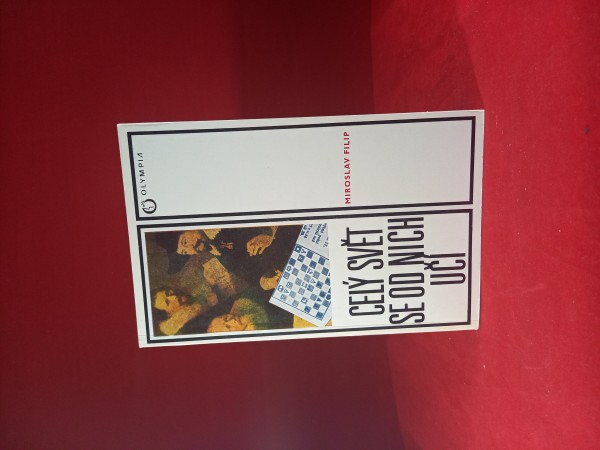 OLYMPIA
MIROSLAV FILIP
CELÝ SVĚT
SE OD NICH
UČÍ